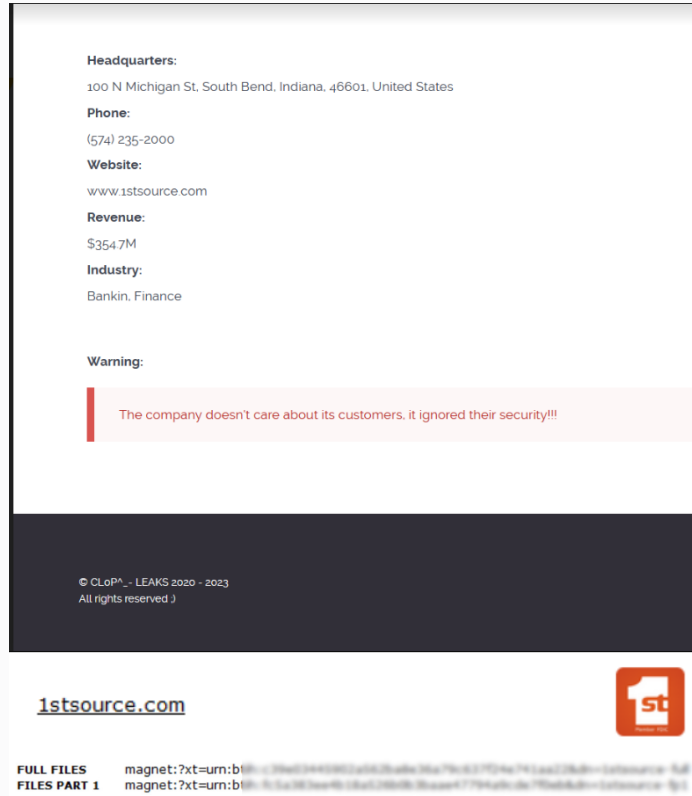 Headquarters:
100 N Michigan St, South Bend, Indiana, 46601, United States
Phone:
(574) 235-2000
Website:
www.1stsource.com
Revenue:
$354.7M
Industry:
Bankin, Finance
Warning:
The company doesn't care about its customers, it ignored their security!!!
© CLoP^_- LEAKS 2020 - 2023
All rights reserved ;)
1stsource.com
1st
Member FDIC
FULL FILES magnet:?xt=urn:bt
FILES PART 1 magnet:?xt=urn:bt